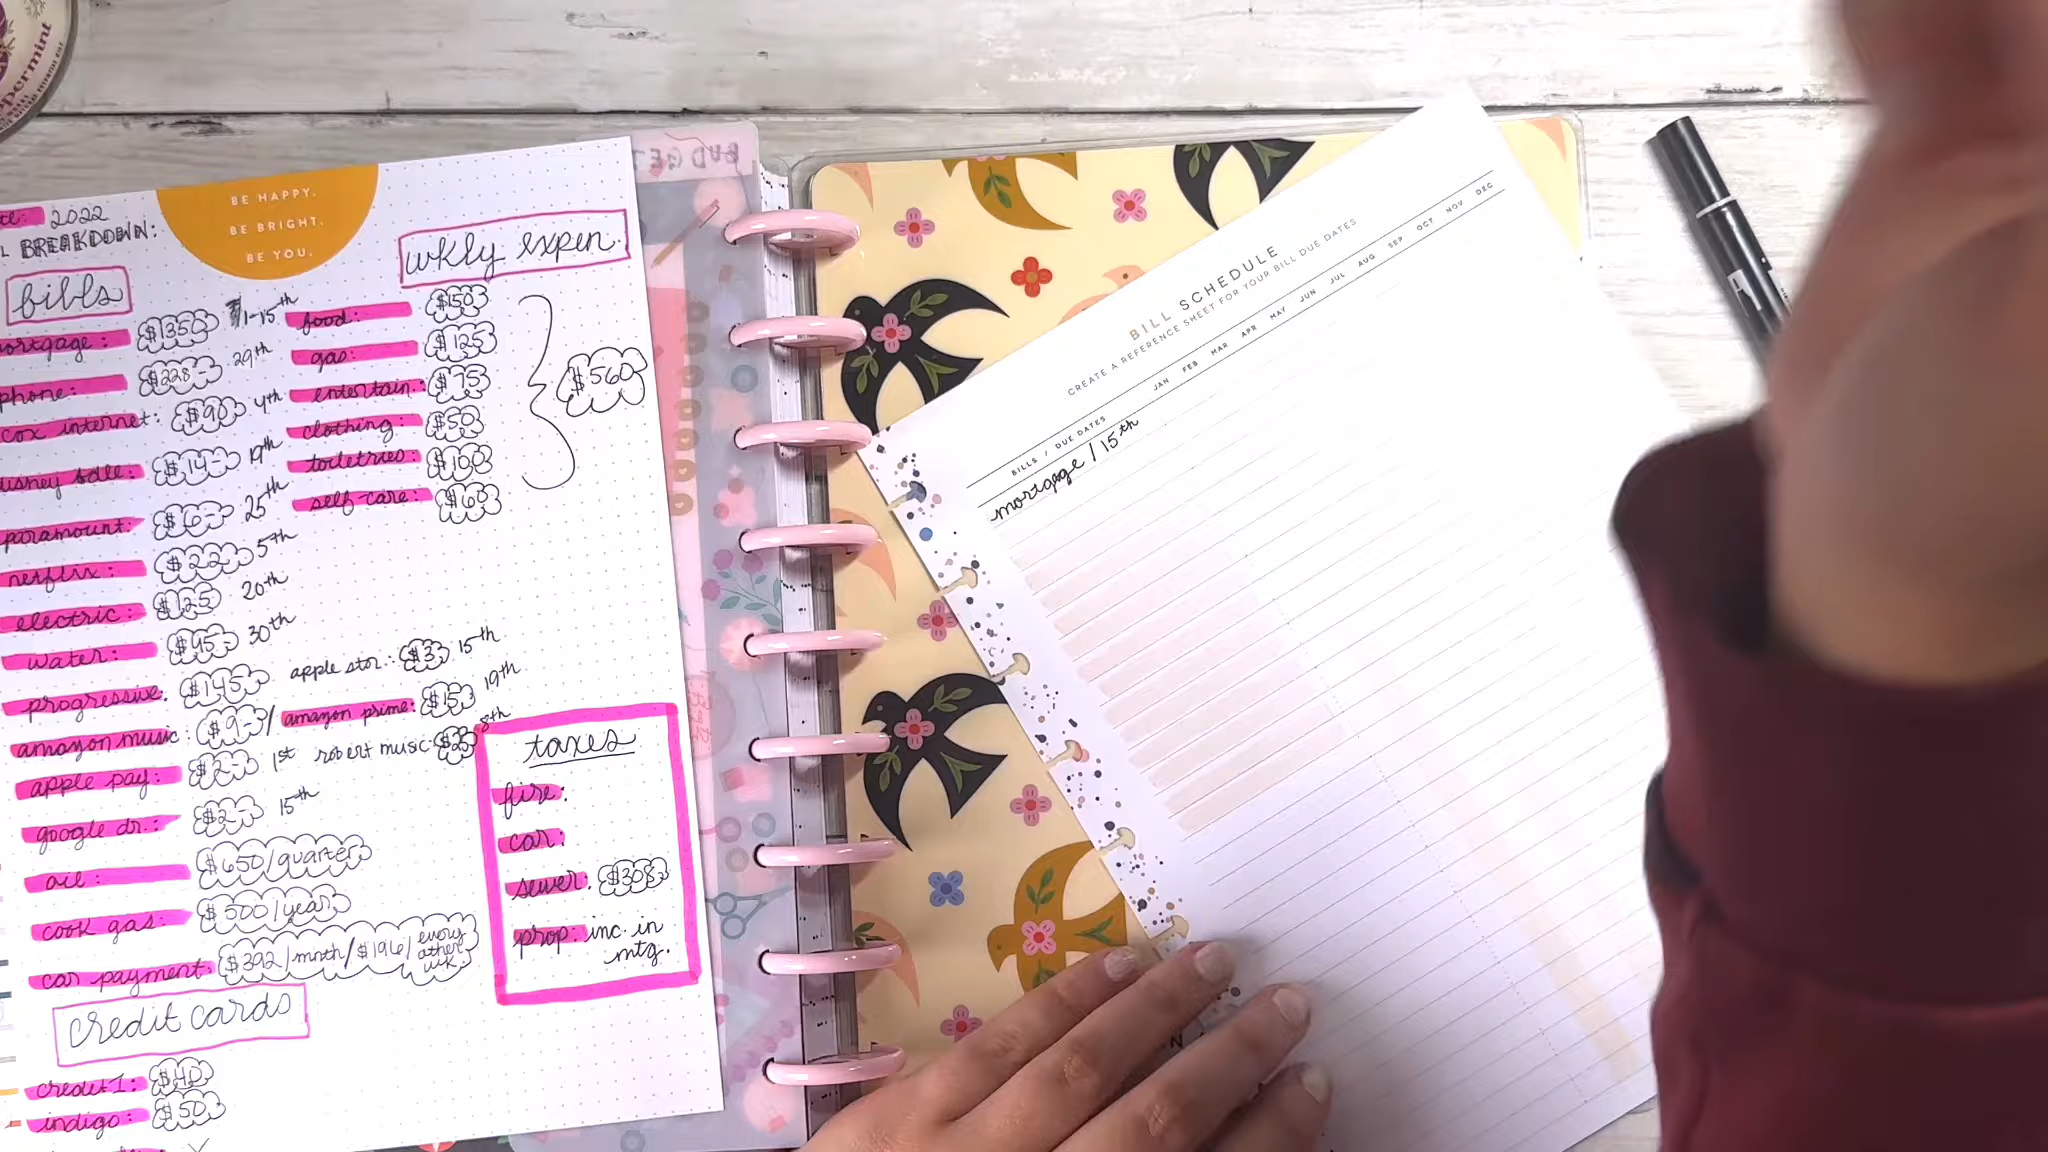 ppermint
BUDGET
te: 2022
L BREAKDOWN:
BE HAPPY.
BE BRIGHT.
BE YOU.
wkly expen.
bills
ortgage: $1350 1-15th
phone: $228- 29th
cox internet: $90 4th
disney bdle: $14- 19th
paramount: $6- 25th
netflix: $22 5th
electric: $125 20th
water: $95- 30th
progressive: $145
amazon music: $9- / amazon prime: $15 19th
apple stor.: $3 15th
apple pay: $2- 1st
robert music: $25 8th
google dr.: $2- 15th
oil: $650/quarter
cook gas: $500/year
car payment: $392/month/$196/every other wk
food: $150
gas: $125
entertain.: $75
clothing: $50
toiletries: $100
self-care: $60
$560
taxes
fire:
car:
sewer: $308
prop: inc. in
mtg.
credit cards
credit 1: $40
indigo: $50
BILL SCHEDULE
CREATE A REFERENCE SHEET FOR YOUR BILL DUE DATES
BILLS / DUE DATES JAN FEB MAR APR MAY JUN JUL AUG SEP OCT NOV DEC
mortgage / 15th